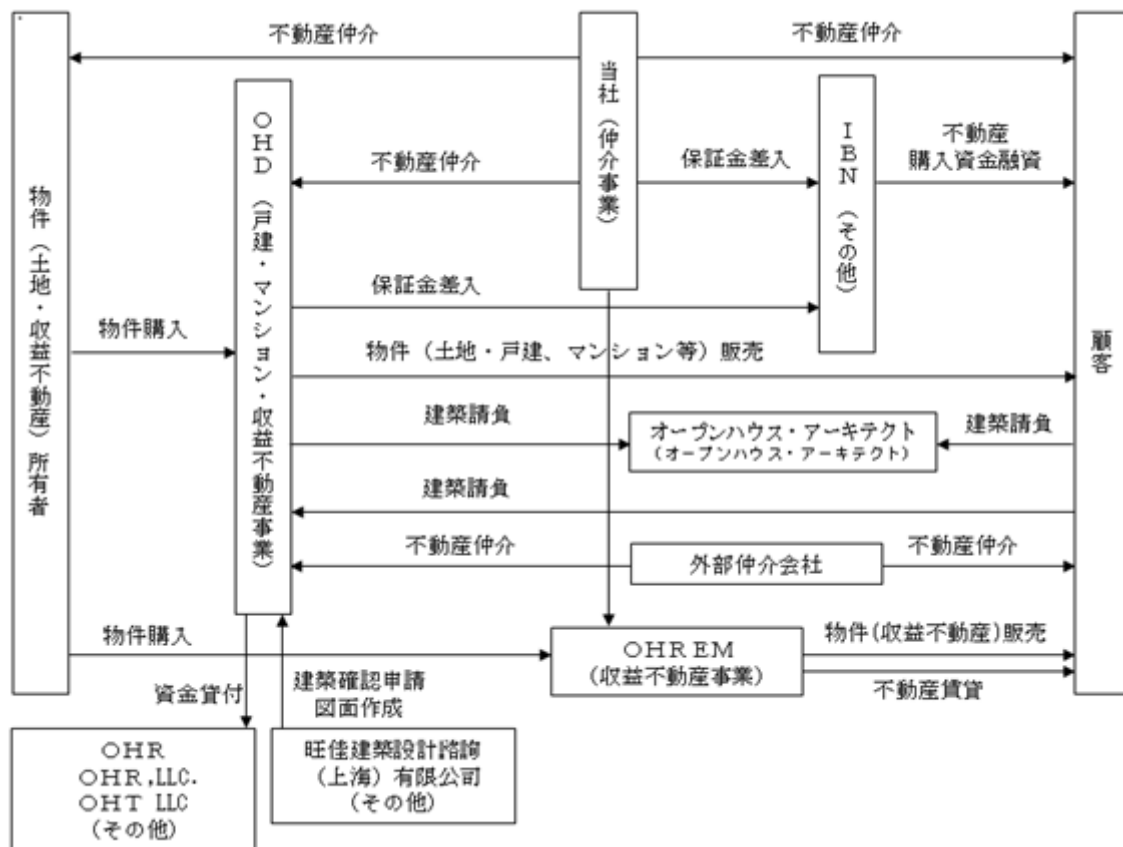 不動産仲介
不動産仲介
当社（仲介事業）
OHD（戸建・マンション・収益不動産事業）
IBN（その他）
不動産
購入資金融資
不動産仲介
保証金差入
物件（土地・収益不動産）所有者
顧客
保証金差入
物件購入
物件（土地・戸建、マンション等）販売
建築請負
オープンハウス・アーキテクト
（オープンハウス・アーキテクト）
建築請負
建築請負
不動産仲介
外部仲介会社
不動産仲介
物件購入
OHREM
（収益不動産事業）
物件(収益不動産)販売
不動産賃貸
資金貸付
建築確認申請
図面作成
OHR
OHR,LLC.
OHT LLC
(その他)
旺佳建築設計諮詢
（上海）有限公司
(その他)